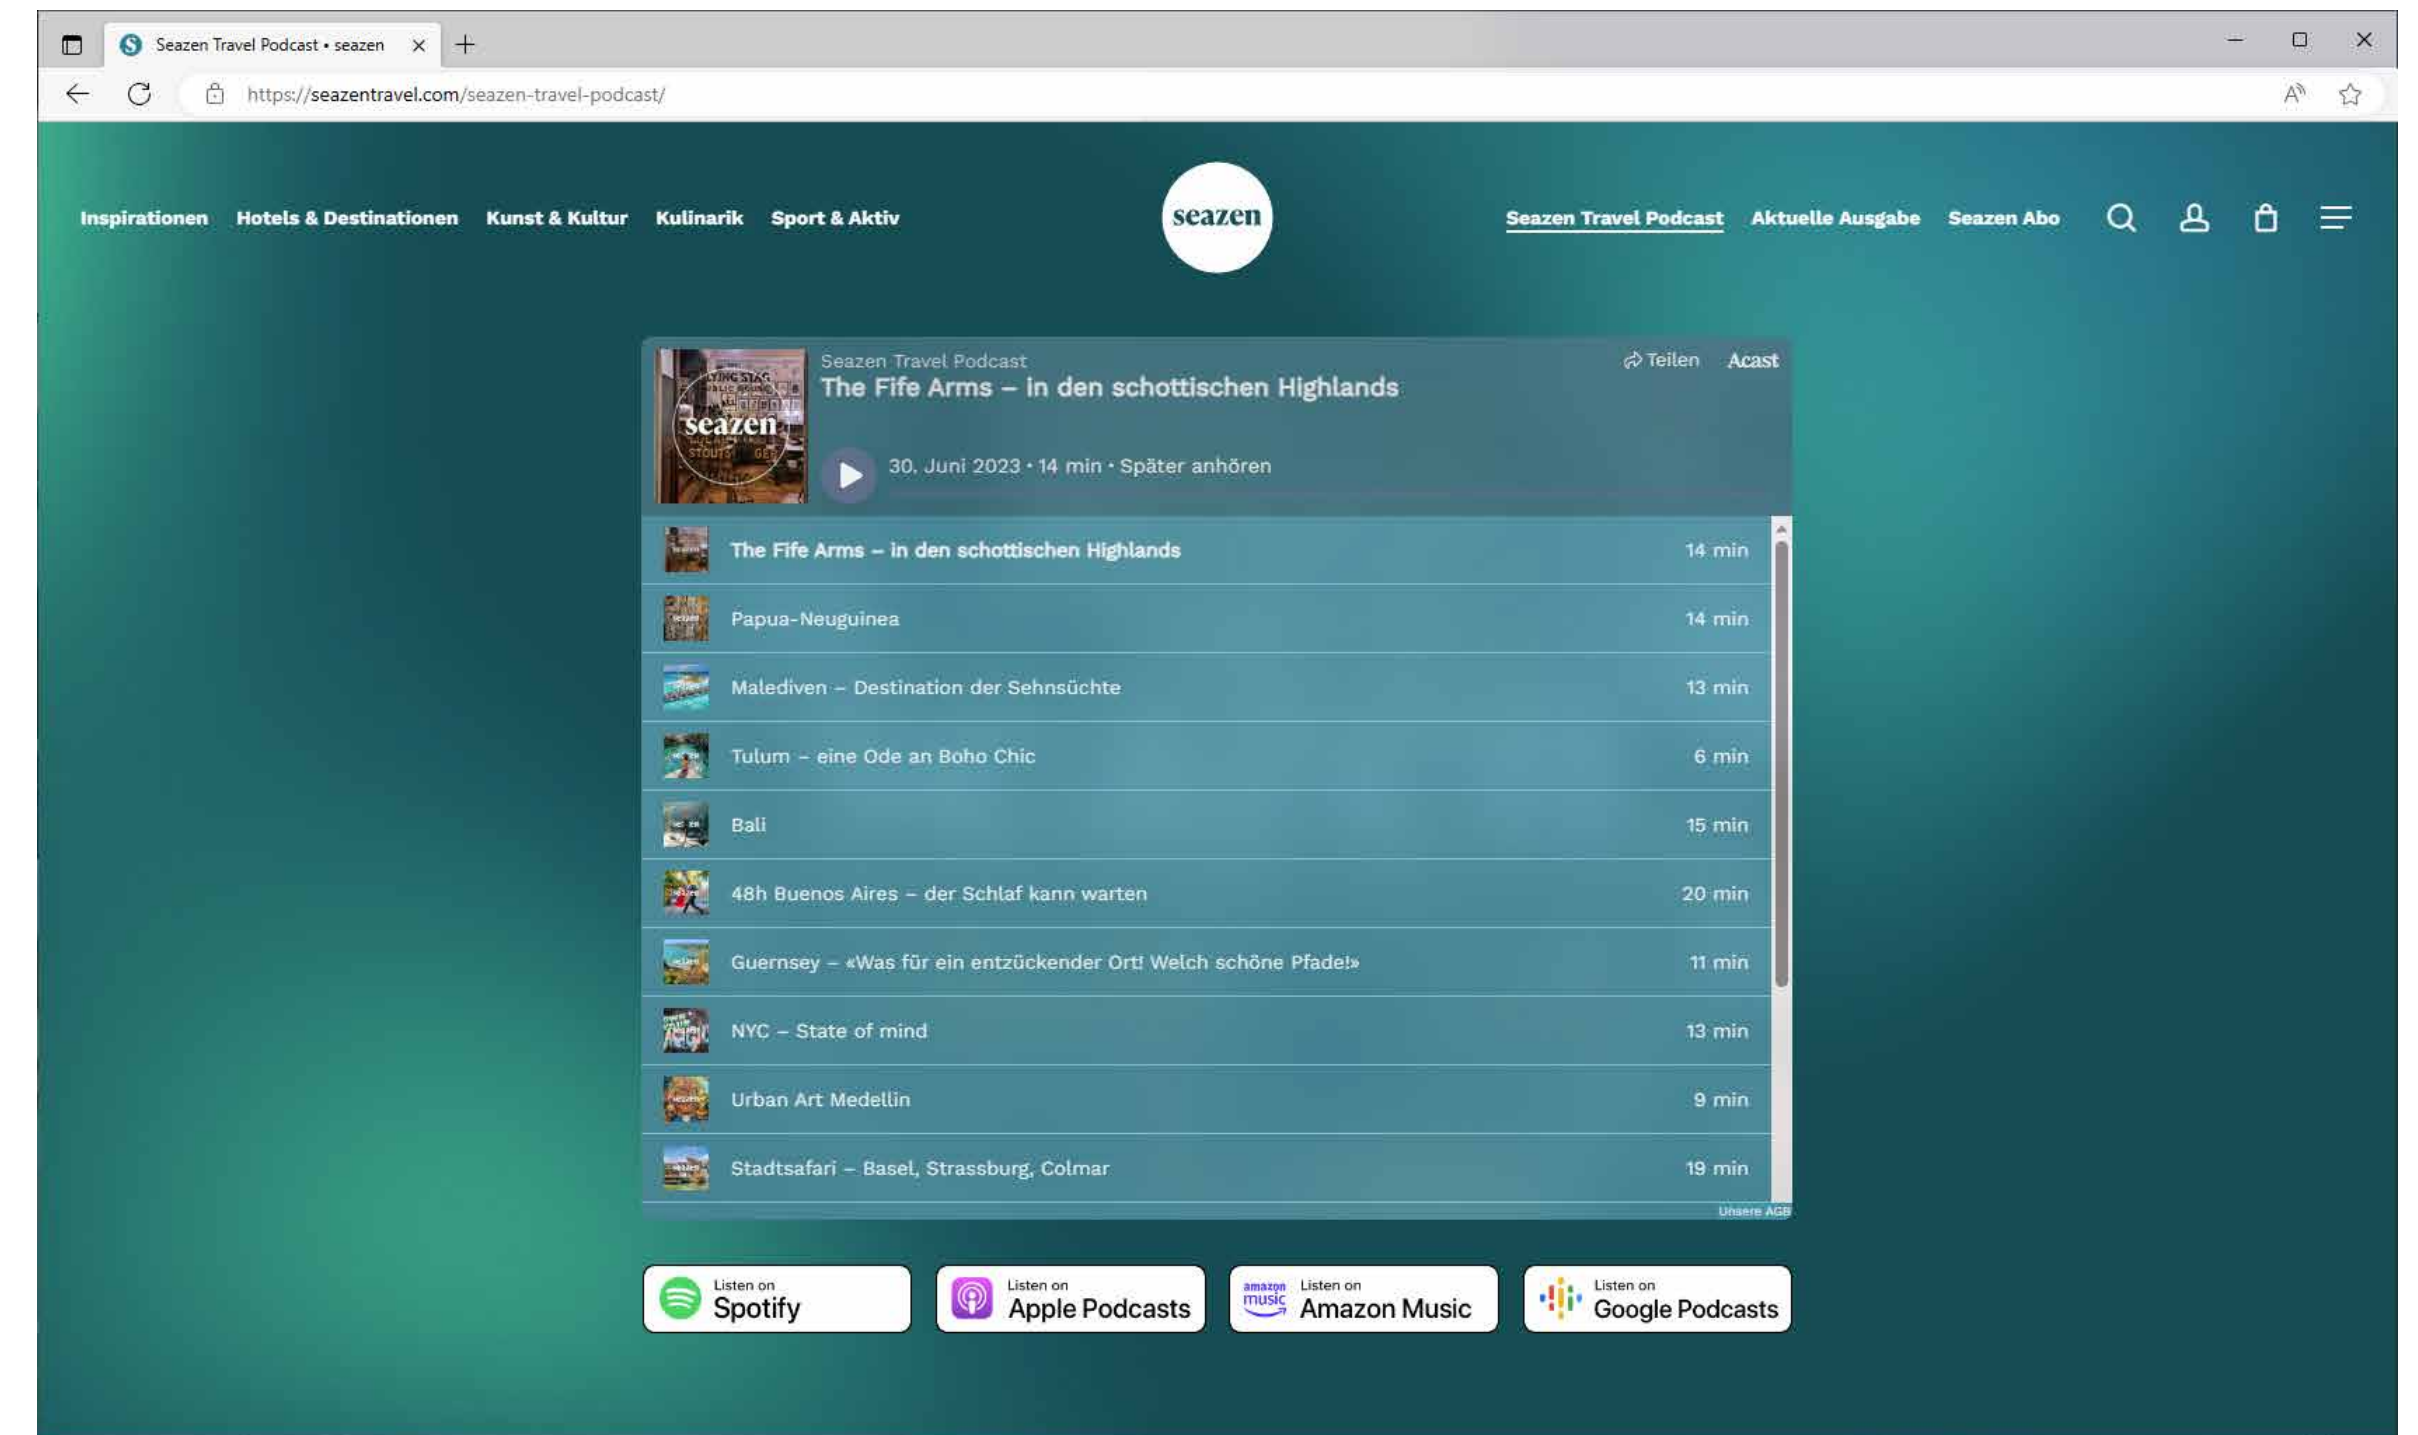 Seazen Travel Podcast • seazen
https://seazentravel.com/seazen-travel-podcast/
Inspirationen Hotels & Destinationen Kunst & Kultur Kulinarik Sport & Aktiv
seazen
Seazen Travel Podcast Aktuelle Ausgabe Seazen Abo
seazen
Seazen Travel Podcast
The Fife Arms – in den schottischen Highlands
Teilen Acast
30. Juni 2023 • 14 min • Später anhören
The Fife Arms – in den schottischen Highlands 14 min
Papua-Neuguinea 14 min
Malediven – Destination der Sehnsüchte 13 min
Tulum – eine Ode an Boho Chic 6 min
Bali 15 min
48h Buenos Aires – der Schlaf kann warten 20 min
Guernsey – «Was für ein entzückender Ort! Welch schöne Pfade!» 11 min
NYC – State of mind 13 min
Urban Art Medellin 9 min
Stadtsafari – Basel, Strassburg, Colmar 19 min
Unsere AGB
Listen on
Spotify
Listen on
Apple Podcasts
amazon
music
Listen on
Amazon Music
Listen on
Google Podcasts